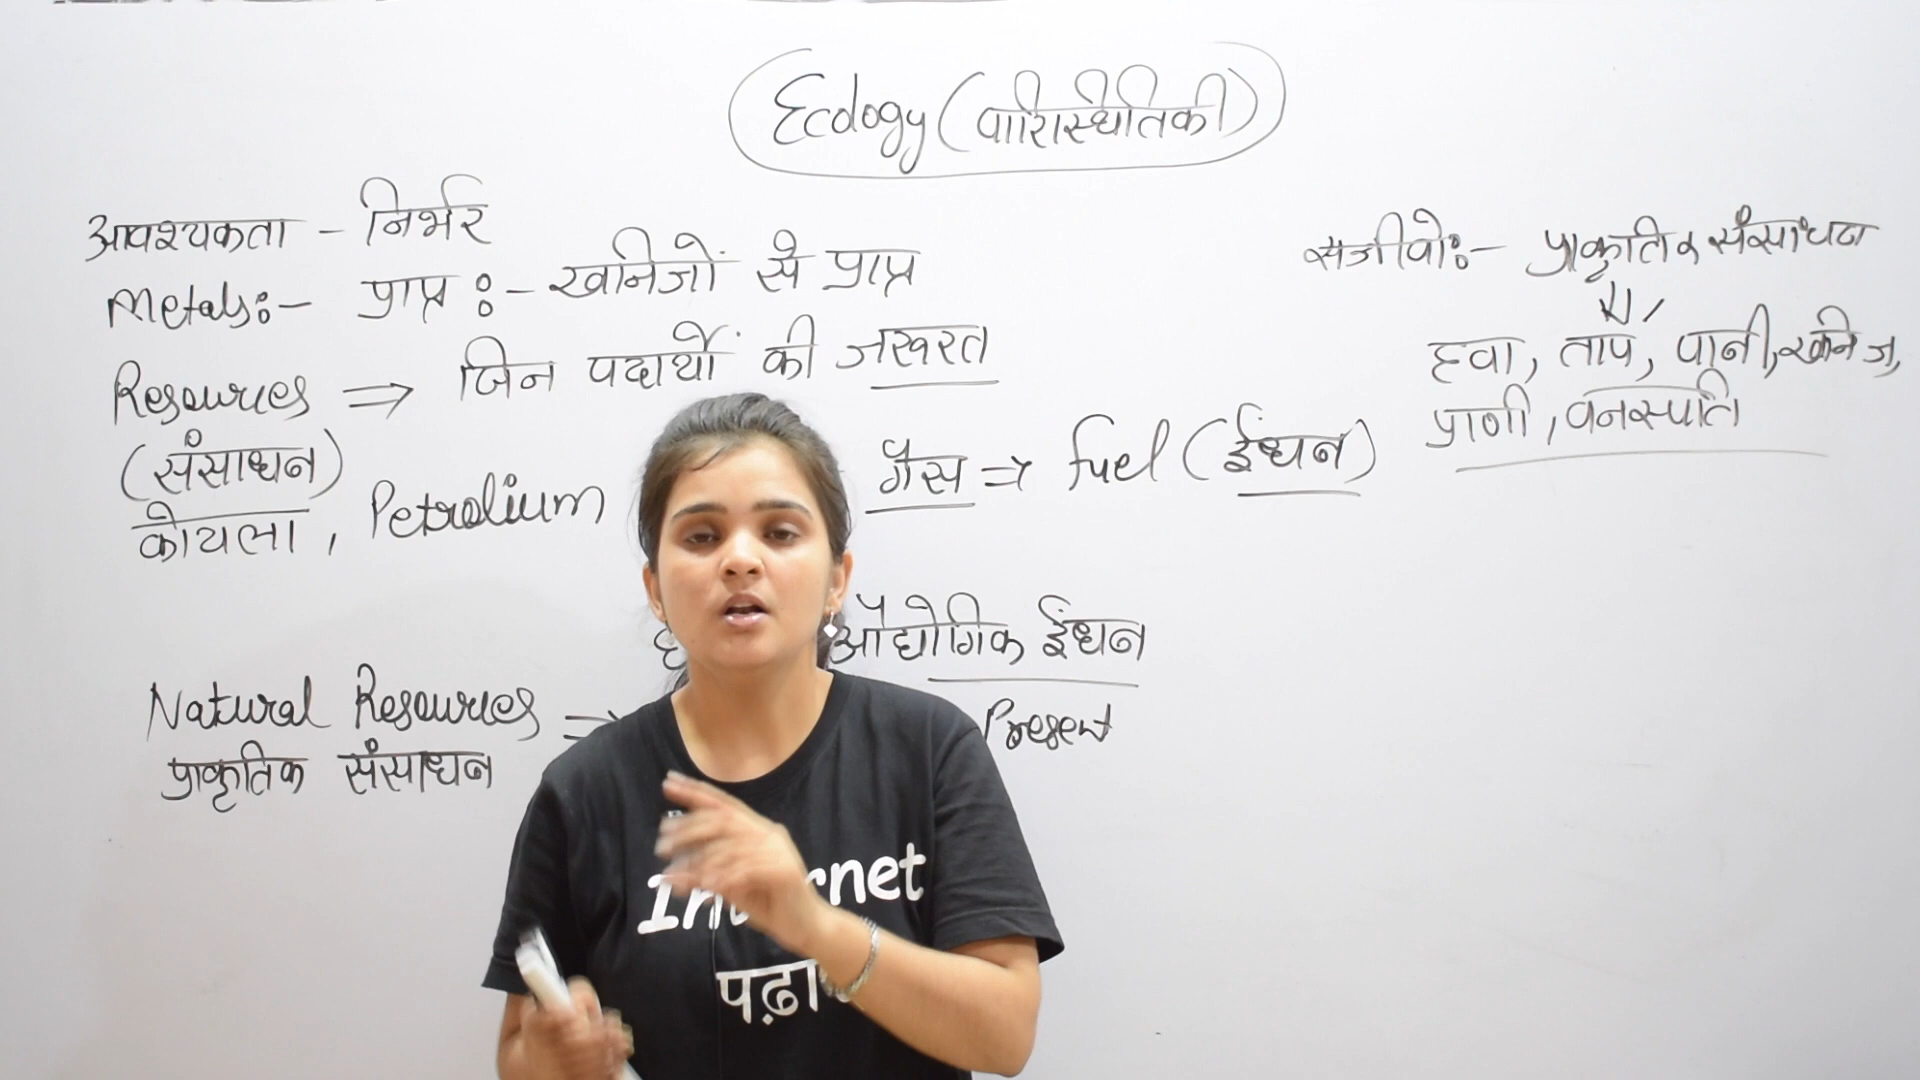 Ecology (पारिस्थितिकी)
आवश्यकता - निर्भर
Metals:- प्राप्त :- खनिजों से प्राप्त
Resources => जिन पदार्थों की जरूरत
(संसाधन)
कोयला, Petrolium गैस => fuel (ईंधन)
औद्योगिक ईंधन
Natural Resources => Present
प्राकृतिक संसाधन
सजीवो:- प्राकृतिक संसाधन
हवा, ताप, पानी, खनिज,
प्राणी, वनस्पति
पढ़ा